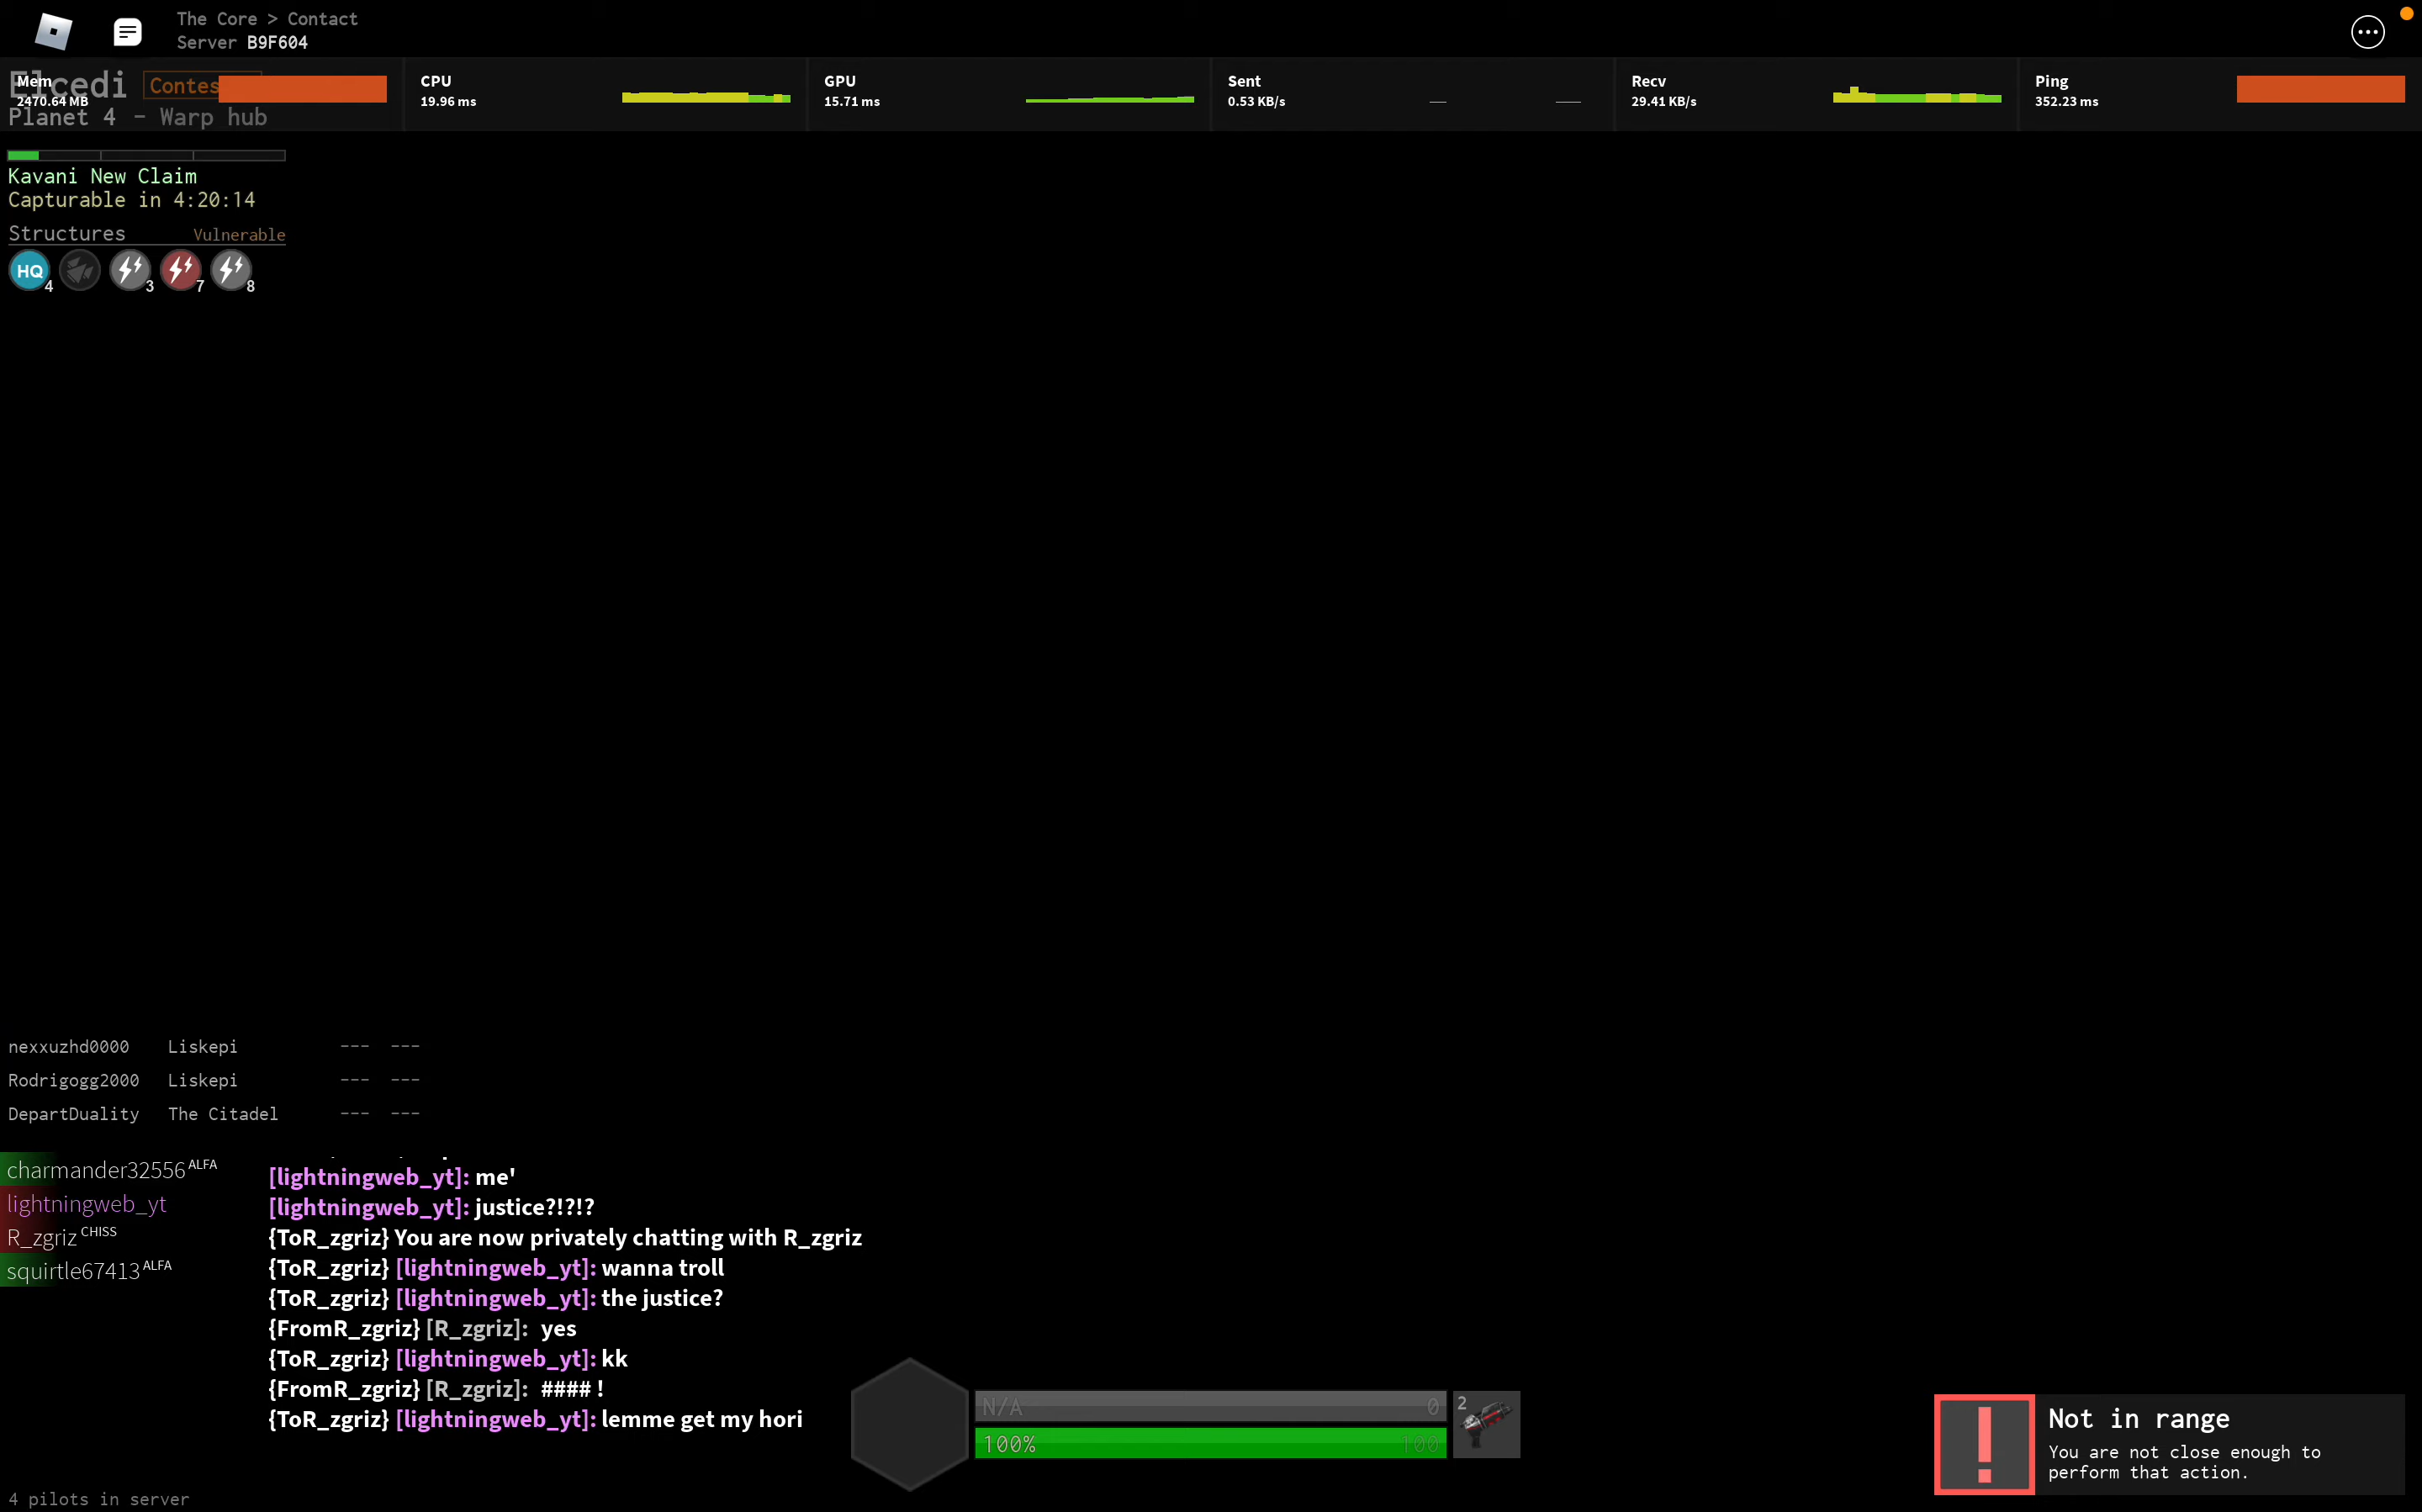 The Core > Contact
Server B9F604
Elcedi Contes
Planet 4 - Warp hub
Mem
2470.64 MB
CPU
19.96 ms
GPU
15.71 ms
Sent
0.53 KB/s
Recv
29.41 KB/s
Ping
352.23 ms
Kavani New Claim
Capturable in 4:20:14
Structures Vulnerable
HQ 4 3 7 8
nexxuzhd0000 Liskepi --- ---
Rodrigogg2000 Liskepi --- ---
DepartDuality The Citadel --- ---
charmander32556 ALFA
lightningweb_yt
R_zgriz CHISS
squirtle67413 ALFA
[lightningweb_yt]: me'
[lightningweb_yt]: justice?!?!?
{ToR_zgriz} You are now privately chatting with R_zgriz
{ToR_zgriz} [lightningweb_yt]: wanna troll
{ToR_zgriz} [lightningweb_yt]: the justice?
{FromR_zgriz} [R_zgriz]: yes
{ToR_zgriz} [lightningweb_yt]: kk
{FromR_zgriz} [R_zgriz]: #### !
{ToR_zgriz} [lightningweb_yt]: lemme get my hori
N/A 0
100% 100
2
Not in range
You are not close enough to
perform that action.
4 pilots in server